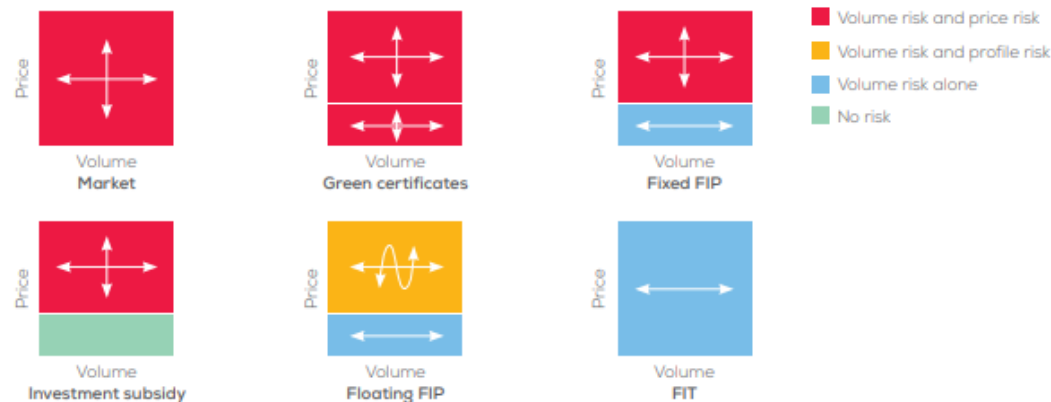 Price
Volume
Market
Price
Volume
Green certificates
Price
Volume
Fixed FIP
Volume risk and price risk
Volume risk and profile risk
Volume risk alone
No risk
Price
Volume
Investment subsidy
Price
Volume
Floating FIP
Price
Volume
FIT